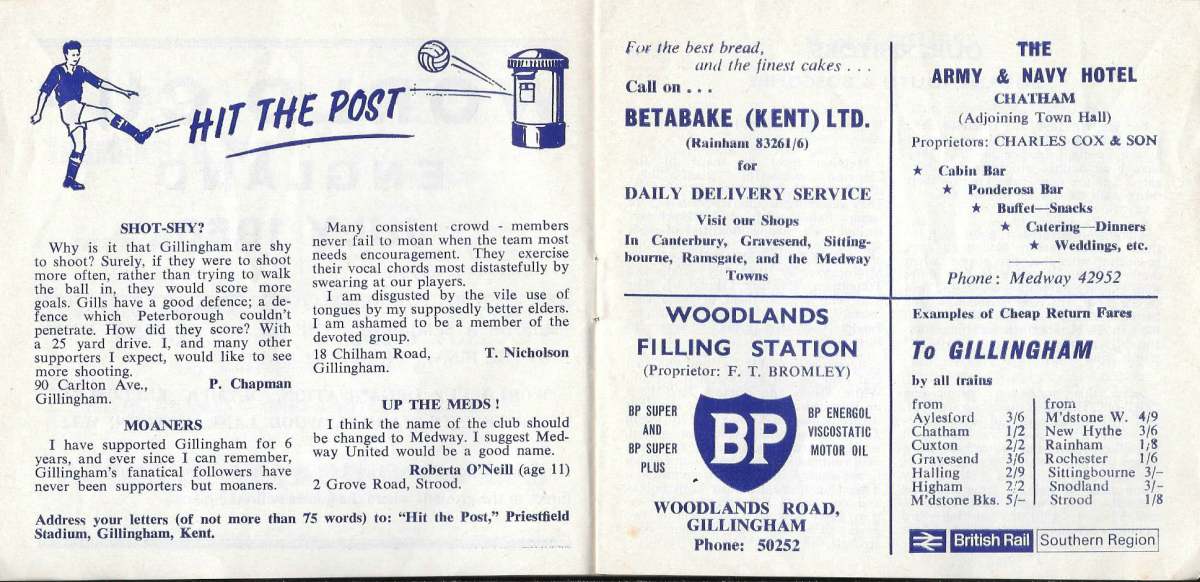 HIT THE POST
SHOT-SHY?
Why is it that Gillingham are shy
to shoot? Surely, if they were to shoot
more often, rather than trying to walk
the ball in, they would score more
goals. Gills have a good defence; a de-
fence which Peterborough couldn't
penetrate. How did they score? With
a 25 yard drive. I, and many other
supporters I expect, would like to see
more shooting.
90 Carlton Ave., P. Chapman
Gillingham.
MOANERS
I have supported Gillingham for 6
years, and ever since I can remember,
Gillingham's fanatical followers have
never been supporters but moaners.
Many consistent crowd - members
never fail to moan when the team most
needs encouragement. They exercise
their vocal chords most distastefully by
swearing at our players.
I am disgusted by the vile use of
tongues by my supposedly better elders.
I am ashamed to be a member of the
devoted group.
18 Chilham Road, T. Nicholson
Gillingham.
UP THE MEDS!
I think the name of the club should
be changed to Medway. I suggest Med-
way United would be a good name.
Roberta O'Neill (age 11)
2 Grove Road, Strood.
Address your letters (of not more than 75 words) to: "Hit the Post," Priestfield
Stadium, Gillingham, Kent.
For the best bread,
and the finest cakes . . .
Call on . . .
BETABAKE (KENT) LTD.
(Rainham 83261/6)
for
DAILY DELIVERY SERVICE
Visit our Shops
In Canterbury, Gravesend, Sitting-
bourne, Ramsgate, and the Medway
Towns
THE
ARMY & NAVY HOTEL
CHATHAM
(Adjoining Town Hall)
Proprietors: CHARLES COX & SON
★ Cabin Bar
★ Ponderosa Bar
★ Buffet—Snacks
★ Catering—Dinners
★ Weddings, etc.
Phone: Medway 42952
WOODLANDS
FILLING STATION
(Proprietor: F. T. BROMLEY)
BP SUPER
AND
BP SUPER
PLUS
BP
BP ENERGOL
VISCOSTATIC
MOTOR OIL
WOODLANDS ROAD,
GILLINGHAM
Phone: 50252
Examples of Cheap Return Fares
To GILLINGHAM
by all trains
from
Aylesford 3/6
Chatham 1/2
Cuxton 2/2
Gravesend 3/6
Halling 2/9
Higham 2/2
M'dstone Bks. 5/-
from
M'dstone W. 4/9
New Hythe 3/6
Rainham 1/8
Rochester 1/6
Sittingbourne 3/-
Snodland 3/-
Strood 1/8
British Rail Southern Region